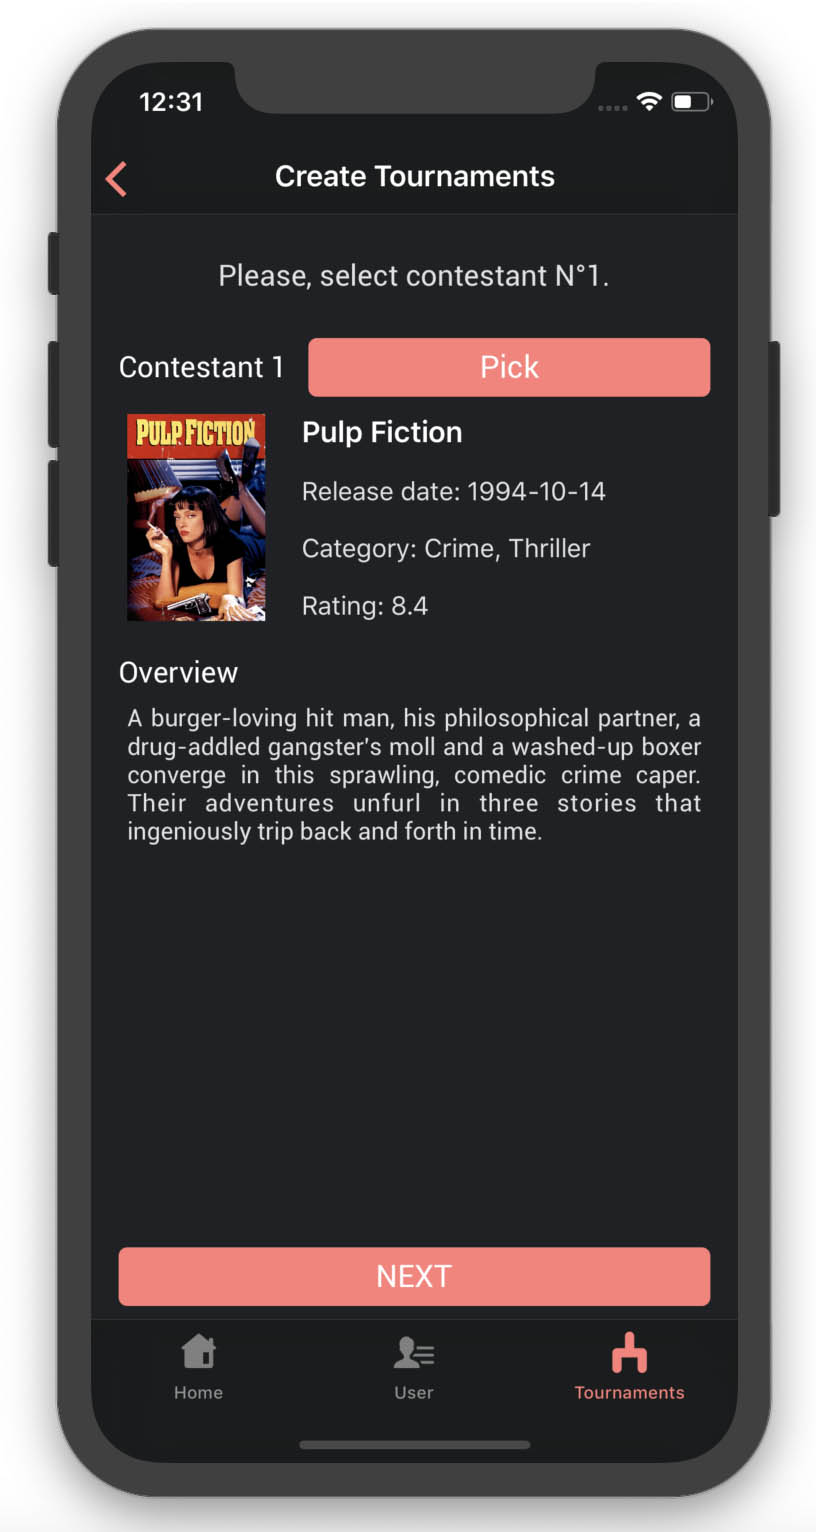 12:31
Create Tournaments
Please, select contestant N°1.
Contestant 1
Pick
PULP FICTION
Pulp Fiction
Release date: 1994-10-14
Category: Crime, Thriller
Rating: 8.4
Overview
A burger-loving hit man, his philosophical partner, a
drug-addled gangster's moll and a washed-up boxer
converge in this sprawling, comedic crime caper.
Their adventures unfurl in three stories that
ingeniously trip back and forth in time.
NEXT
Home
User
Tournaments